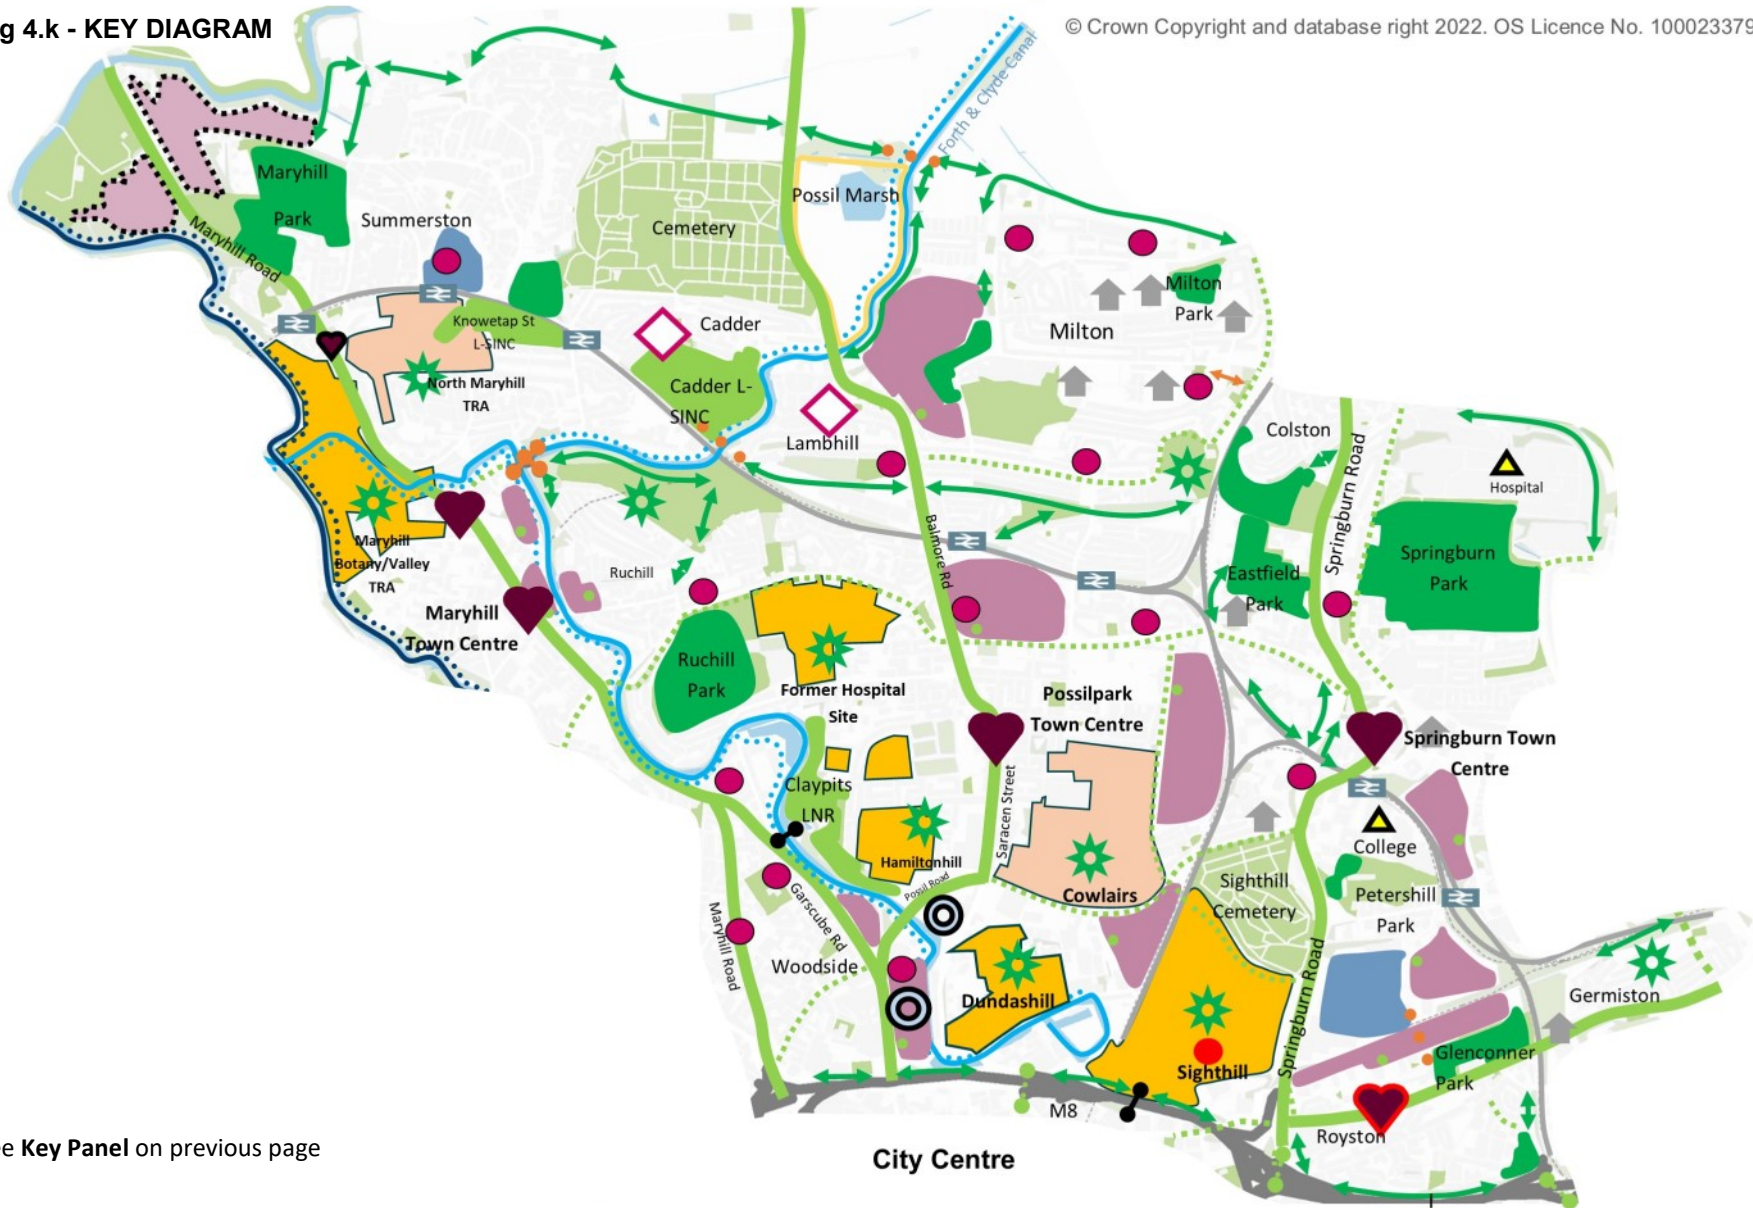 g 4.k - KEY DIAGRAM
© Crown Copyright and database right 2022. OS Licence No. 100023379
Forth & Clyde Canal
Maryhill
Park
Summerston
Maryhill Road
Cemetery
Possil Marsh
Milton
Park
Milton
Knowetap St
L-SINC
Cadder
Cadder L-
SINC
North Maryhill
TRA
Lambhill
Colston
Springburn Road
Hospital
Springburn
Park
Maryhill
Botany/Valley
TRA
Ruchill
Balmore Rd
Eastfield
Park
Maryhill
Town Centre
Ruchill
Park
Former Hospital
Site
Possilpark
Town Centre
Springburn Town
Centre
Claypits
LNR
Saracen Street
Hamiltonhill
Possil Road
College
Cowlairs
Sighthill
Cemetery
Petershill
Park
Garscube Rd
Maryhill Road
Woodside
Dundashill
Springburn Road
Germiston
Sighthill
Glenconner
Park
M8
Royston
City Centre
ee Key Panel on previous page